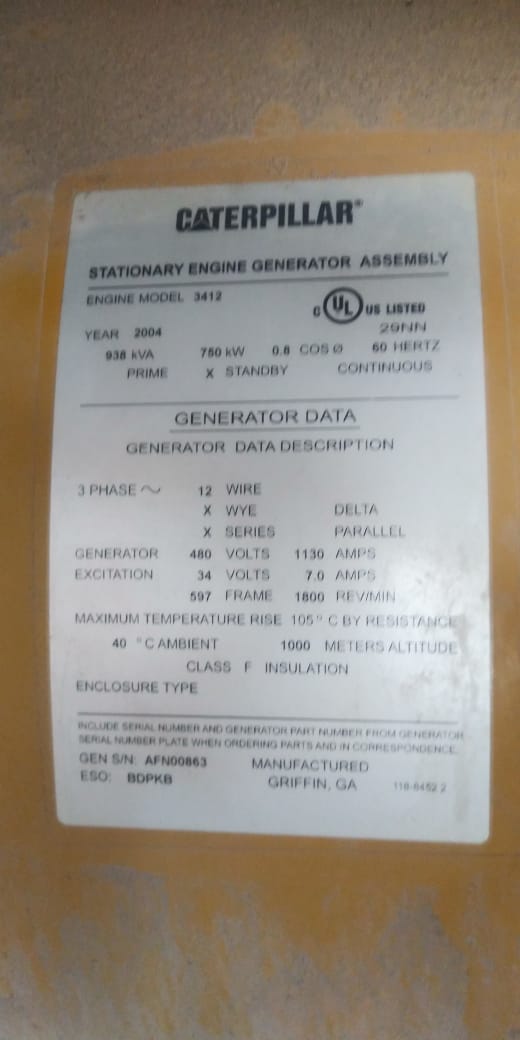 CATERPILLAR®
STATIONARY ENGINE GENERATOR ASSEMBLY
ENGINE MODEL 3412
C UL US LISTED
29NN
YEAR 2004
938 kVA 750 kW 0.8 COS Ø 60 HERTZ
PRIME X STANDBY CONTINUOUS
GENERATOR DATA
GENERATOR DATA DESCRIPTION
3 PHASE ~ 12 WIRE
X WYE DELTA
X SERIES PARALLEL
GENERATOR 480 VOLTS 1130 AMPS
EXCITATION 34 VOLTS 7.0 AMPS
597 FRAME 1800 REV/MIN
MAXIMUM TEMPERATURE RISE 105 ° C BY RESISTANCE
40 °C AMBIENT 1000 METERS ALTITUDE
CLASS F INSULATION
ENCLOSURE TYPE
INCLUDE SERIAL NUMBER AND GENERATOR PART NUMBER FROM GENERATOR
SERIAL NUMBER PLATE WHEN ORDERING PARTS AND IN CORRESPONDENCE.
GEN S/N: AFN00863 MANUFACTURED
ESO: BDPKB GRIFFIN, GA 118-8452 2